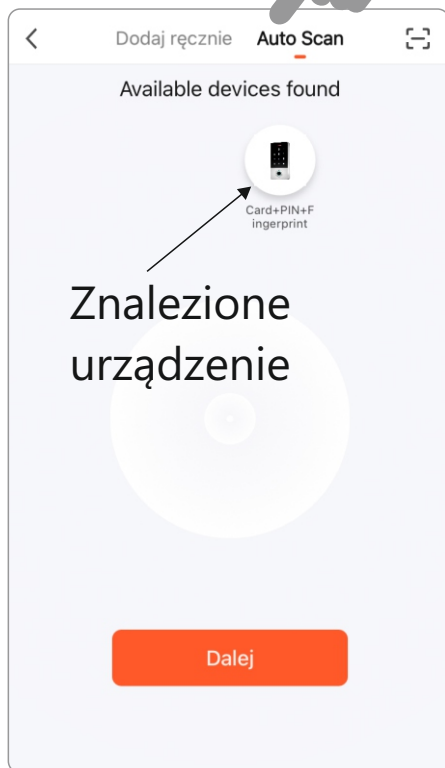 Dodaj ręcznie Auto Scan
Available devices found
Card+PIN+F
ingerprint
Znalezione
urządzenie
Dalej